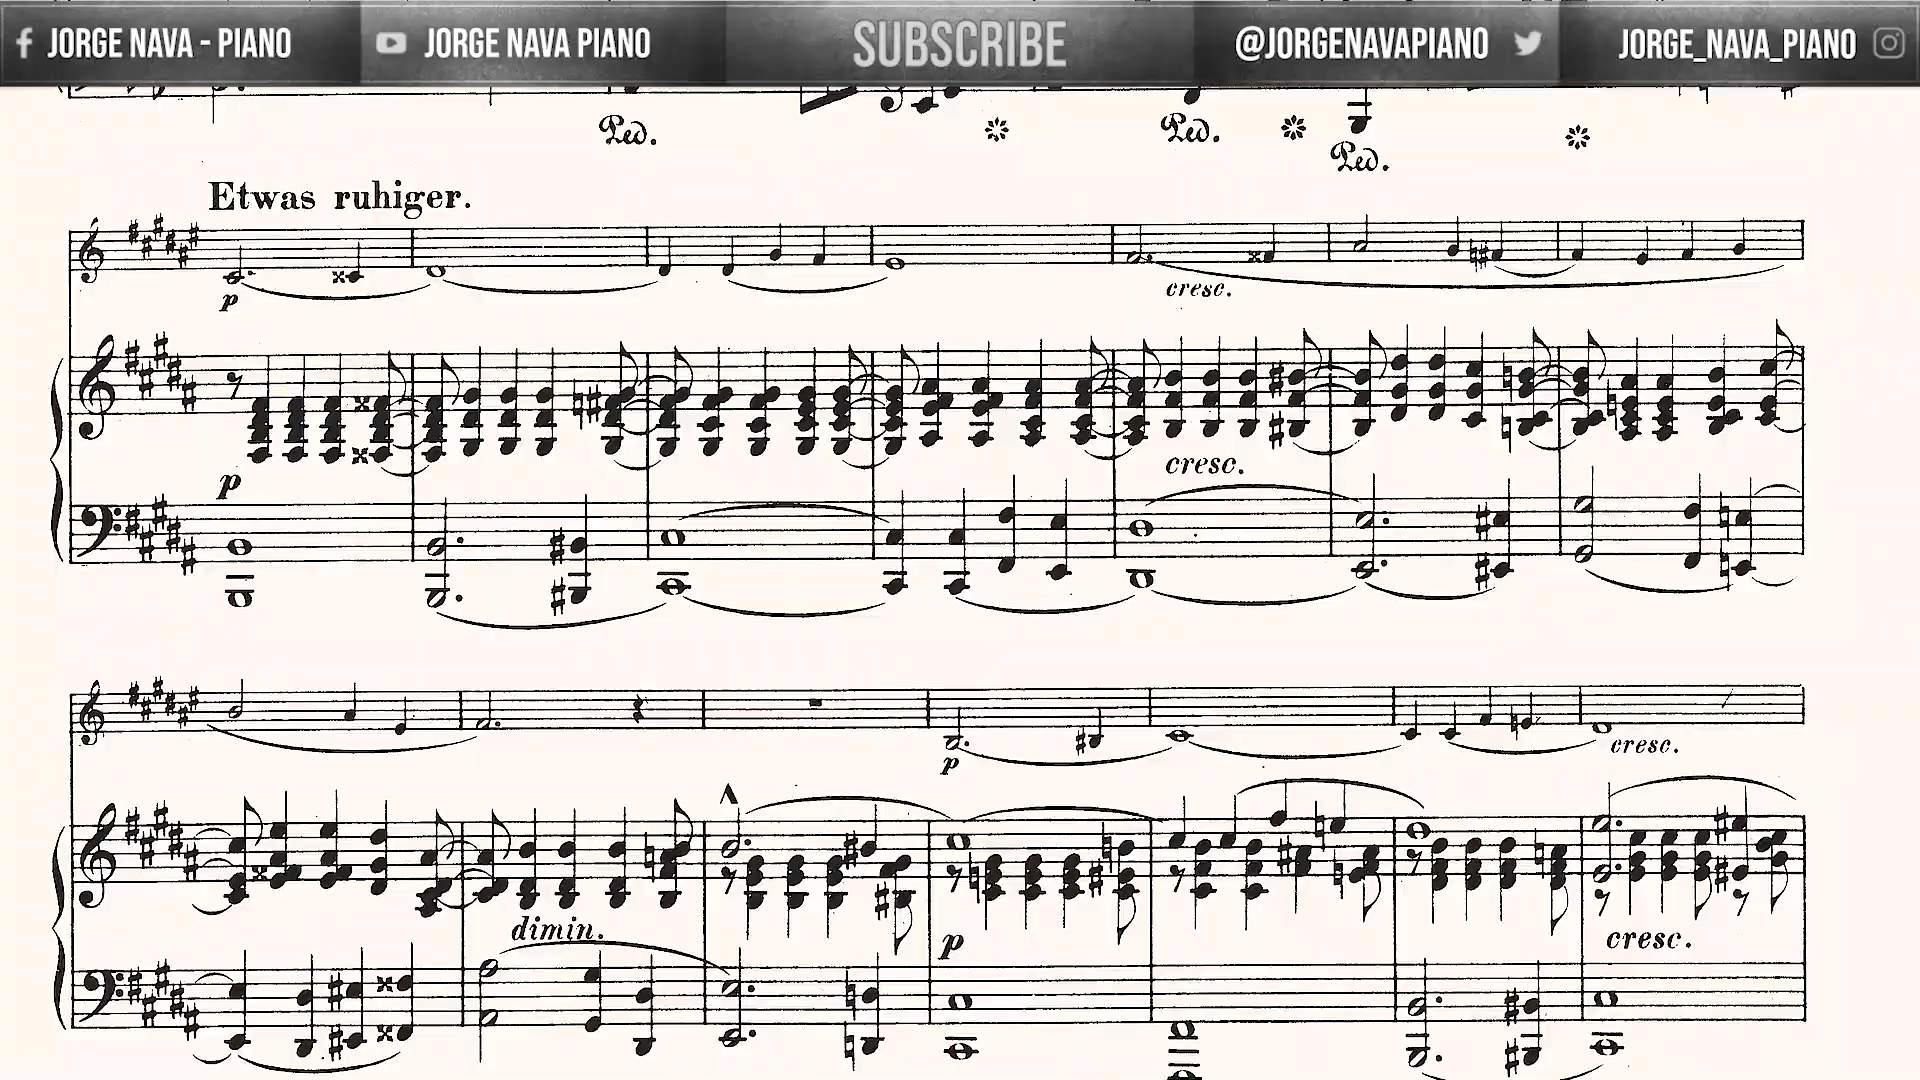 JORGE NAVA - PIANO JORGE NAVA PIANO SUBSCRIBE @JORGENAVAPIANO JORGE_NAVA_PIANO
Ped. Ped. Ped.
Etwas ruhiger.
p cresc.
p cresc.
p cresc.
dimin. p cresc.